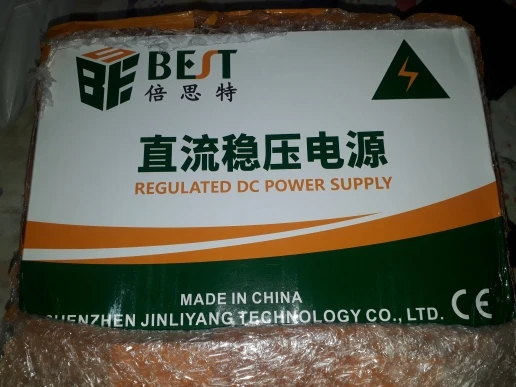 BEST
倍思特
直流稳压电源
REGULATED DC POWER SUPPLY
MADE IN CHINA
SHENZHEN JINLIYANG TECHNOLOGY CO., LTD.
CE